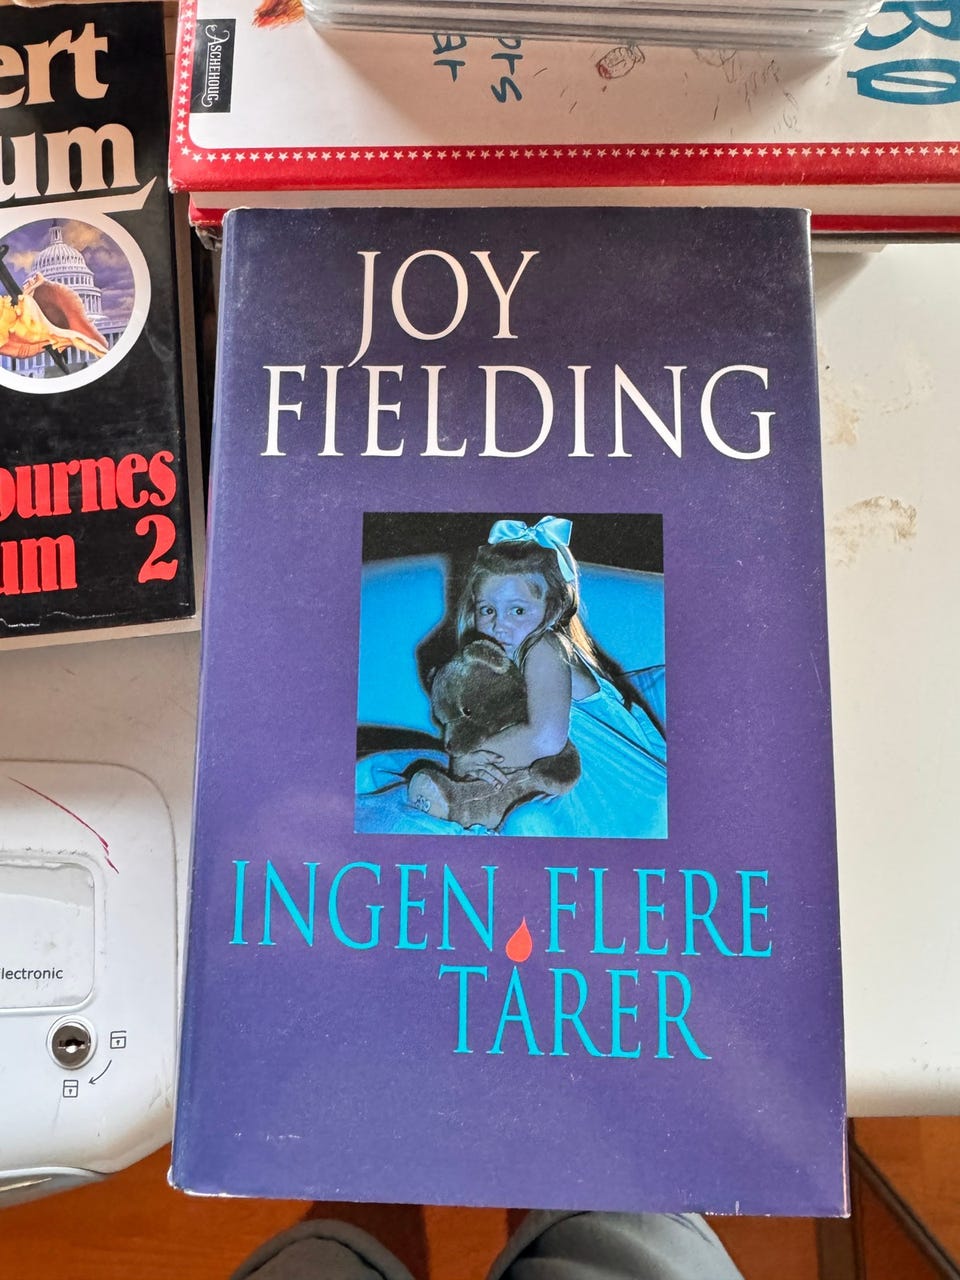 ert
um
ournes
um 2
ASCHEHOUG
JOY
FIELDING
INGEN FLERE
TÅRER
lectronic